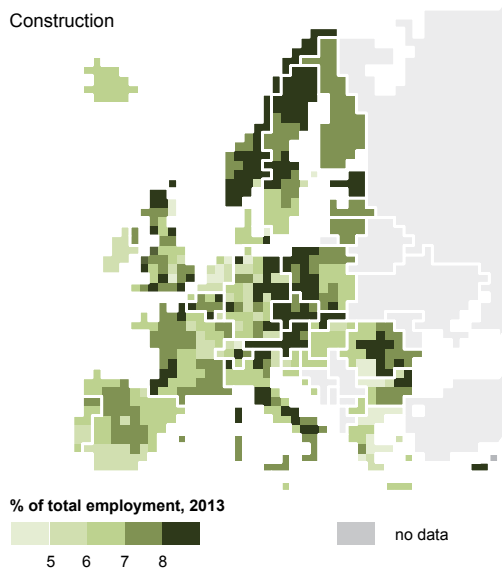 Construction
% of total employment, 2013
no data
5 6 7 8